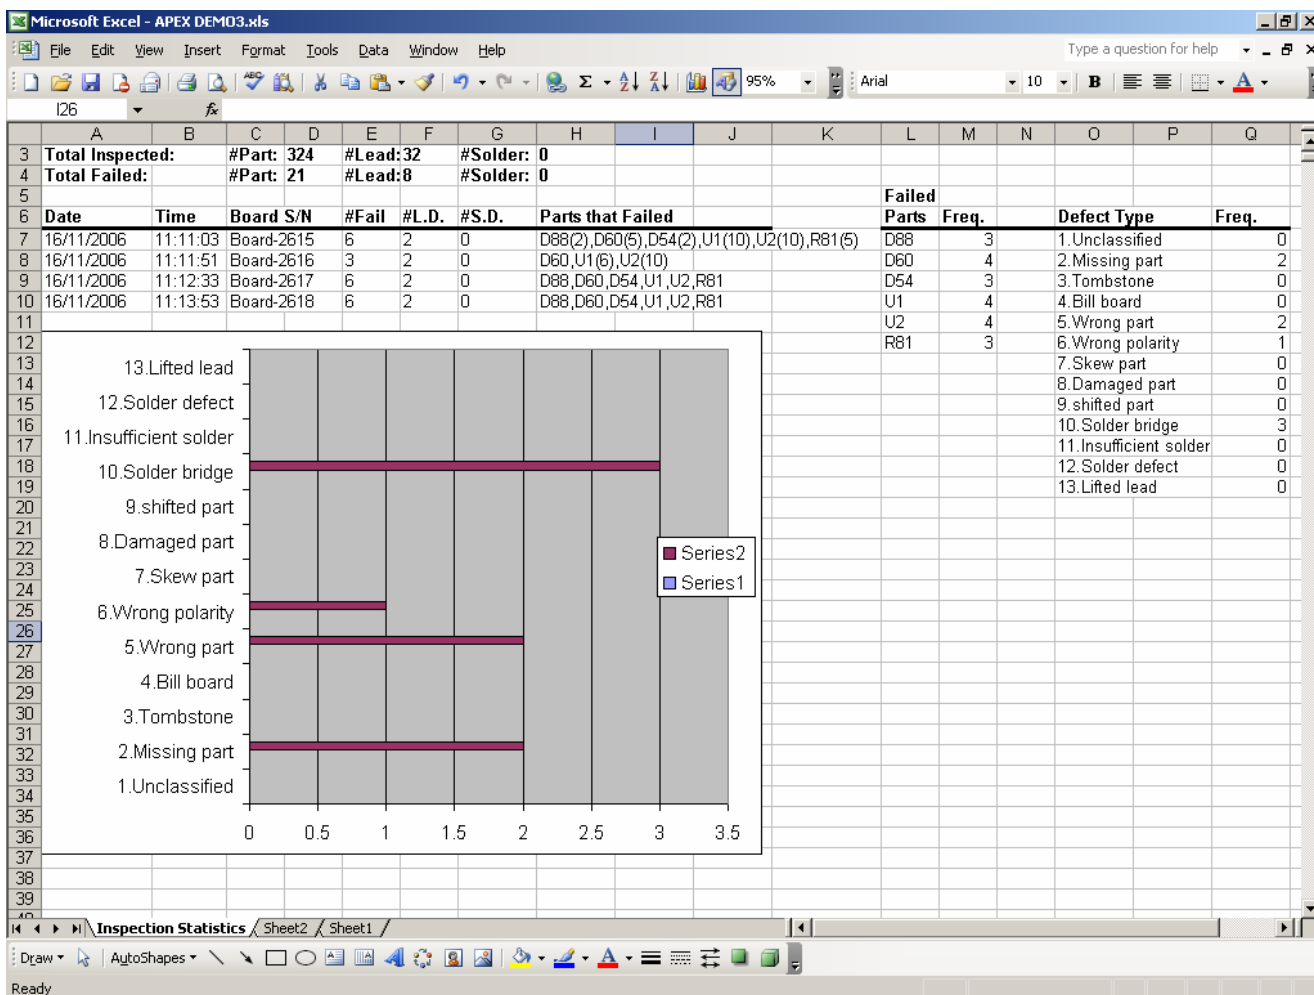 Microsoft Excel - APEX DEMO3.xls
File Edit View Insert Format Tools Data Window Help Type a question for help
95% Arial 10 B A
I26 fx
A B C D E F G H I J K L M N O P Q
3 Total Inspected: #Part: 324 #Lead: 32 #Solder: 0
4 Total Failed: #Part: 21 #Lead: 8 #Solder: 0
5 Failed
6 Date Time Board S/N #Fail #L.D. #S.D. Parts that Failed Parts Freq. Defect Type Freq.
7 16/11/2006 11:11:03 Board-2615 6 2 0 D88(2),D60(5),D54(2),U1(10),U2(10),R81(5) D88 3 1.Unclassified 0
8 16/11/2006 11:11:51 Board-2616 3 2 0 D60,U1(6),U2(10) D60 4 2.Missing part 2
9 16/11/2006 11:12:33 Board-2617 6 2 0 D88,D60,D54,U1,U2,R81 D54 3 3.Tombstone 0
10 16/11/2006 11:13:53 Board-2618 6 2 0 D88,D60,D54,U1,U2,R81 U1 4 4.Bill board 0
11 U2 4 5.Wrong part 2
12 R81 3 6.Wrong polarity 1
13 7.Skew part 0
14 8.Damaged part 0
15 9.shifted part 0
16 10.Solder bridge 3
17 11.Insufficient solder 0
18 12.Solder defect 0
19 13.Lifted lead 0
20
21
22
23
24
25
26
27
28
29
30
31
32
33
34
35
36
37
38
39
13.Lifted lead
12.Solder defect
11.Insufficient solder
10.Solder bridge
9.shifted part
8.Damaged part
7.Skew part
6.Wrong polarity
5.Wrong part
4.Bill board
3.Tombstone
2.Missing part
1.Unclassified
0 0.5 1 1.5 2 2.5 3 3.5
Series2
Series1
Inspection Statistics Sheet2 Sheet1
Draw AutoShapes A
Ready